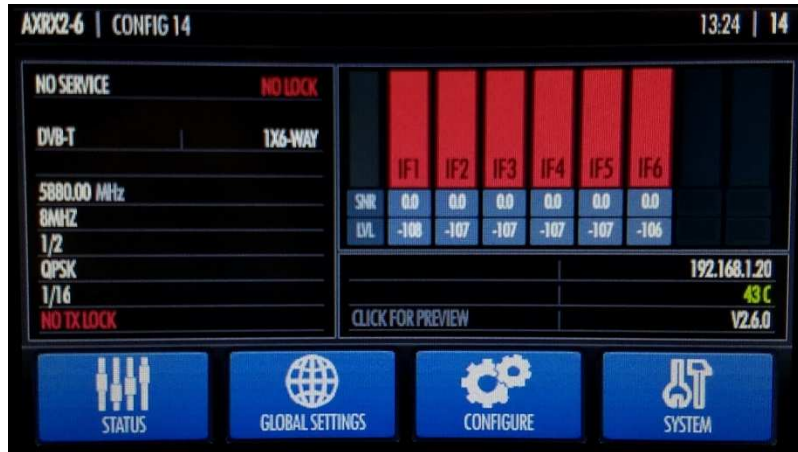 AXRX2-6 | CONFIG 14 13:24 | 14
NO SERVICE NO LOCK
DVB-T | 1X6-WAY
5880.00 MHz
8MHZ
1/2
QPSK
1/16
NO TX LOCK
IF1 IF2 IF3 IF4 IF5 IF6
SNR 0.0 0.0 0.0 0.0 0.0 0.0
LVL -108 -107 -107 -107 -107 -106
192.168.1.20
43 C
CLICK FOR PREVIEW V2.6.0
STATUS GLOBAL SETTINGS CONFIGURE SYSTEM